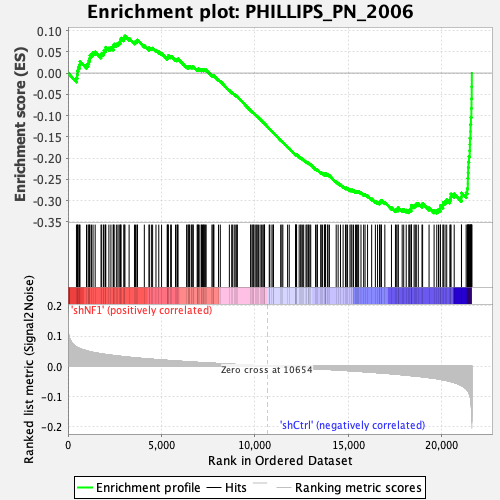 Enrichment plot: PHILLIPS_PN_2006
Enrichment score (ES)
0.10
0.05
0.00
-0.05
-0.10
-0.15
-0.20
-0.25
-0.30
-0.35
'shNF1' (positively correlated)
Ranked list metric (Signal2Noise)
0.2
0.1
0.0
-0.1
-0.2
Zero cross at 10654
'shCtrl' (negatively correlated)
0
5,000
10,000
15,000
20,000
Rank in Ordered Dataset
Enrichment profile
Hits
Ranking metric scores